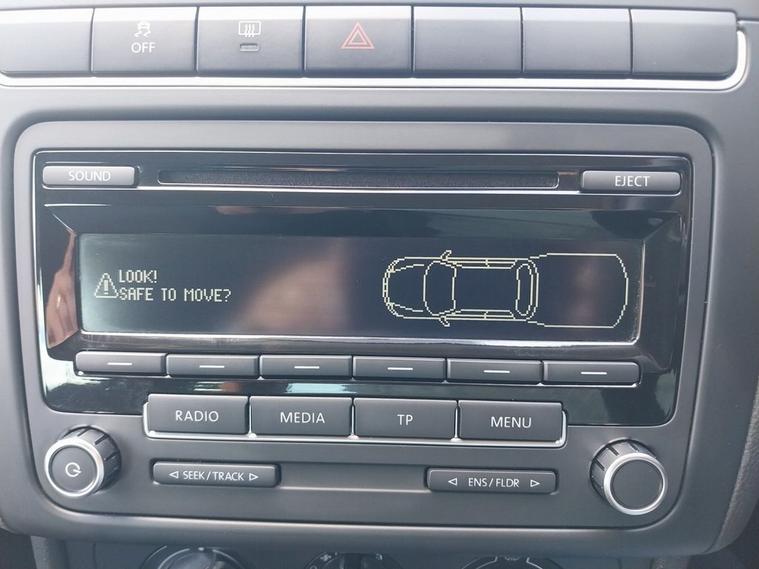 OFF
SOUND
EJECT
LOOK!
SAFE TO MOVE?
RADIO
MEDIA
TP
MENU
SEEK / TRACK
ENS / FLDR